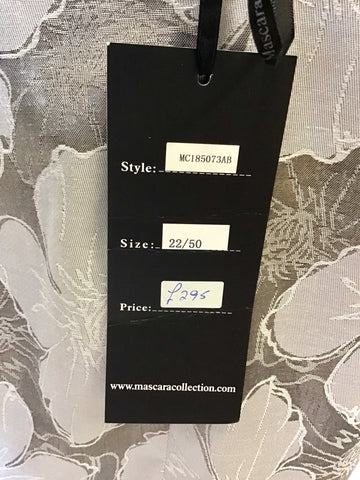 Mascara
Style: MC185073AB
Size: 22/50
Price: £295
www.mascaracollection.com